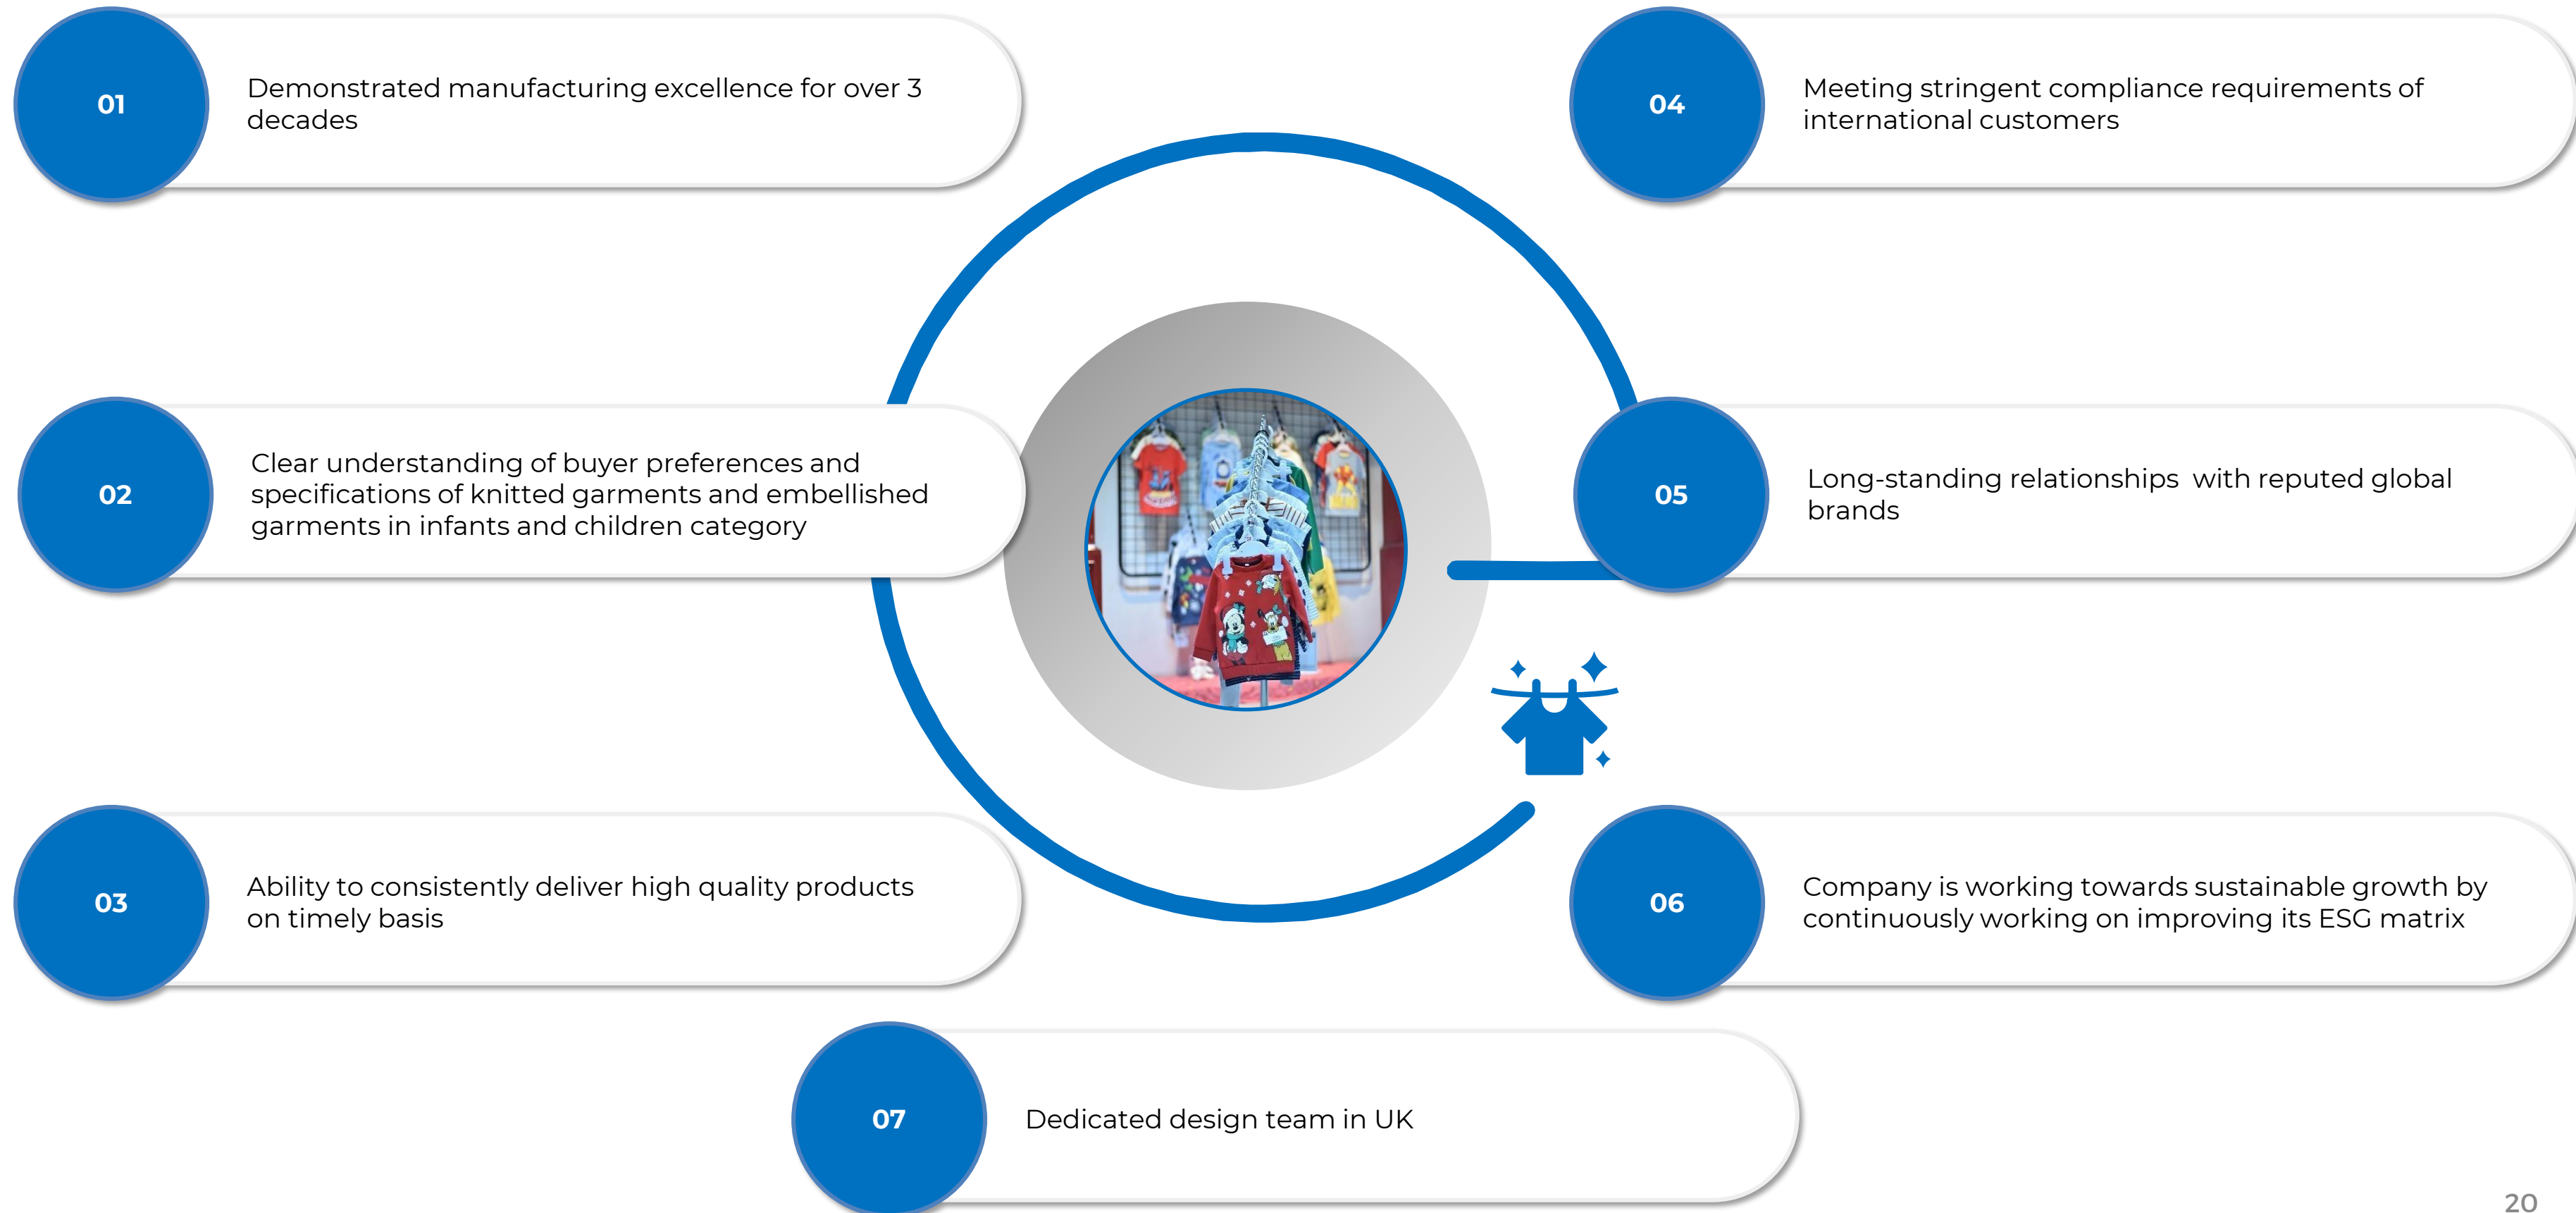 01
Demonstrated manufacturing excellence for over 3
decades
02
Clear understanding of buyer preferences and
specifications of knitted garments and embellished
garments in infants and children category
03
Ability to consistently deliver high quality products
on timely basis
04
Meeting stringent compliance requirements of
international customers
05
Long-standing relationships  with reputed global
brands
06
Company is working towards sustainable growth by
continuously working on improving its ESG matrix
07
Dedicated design team in UK
20